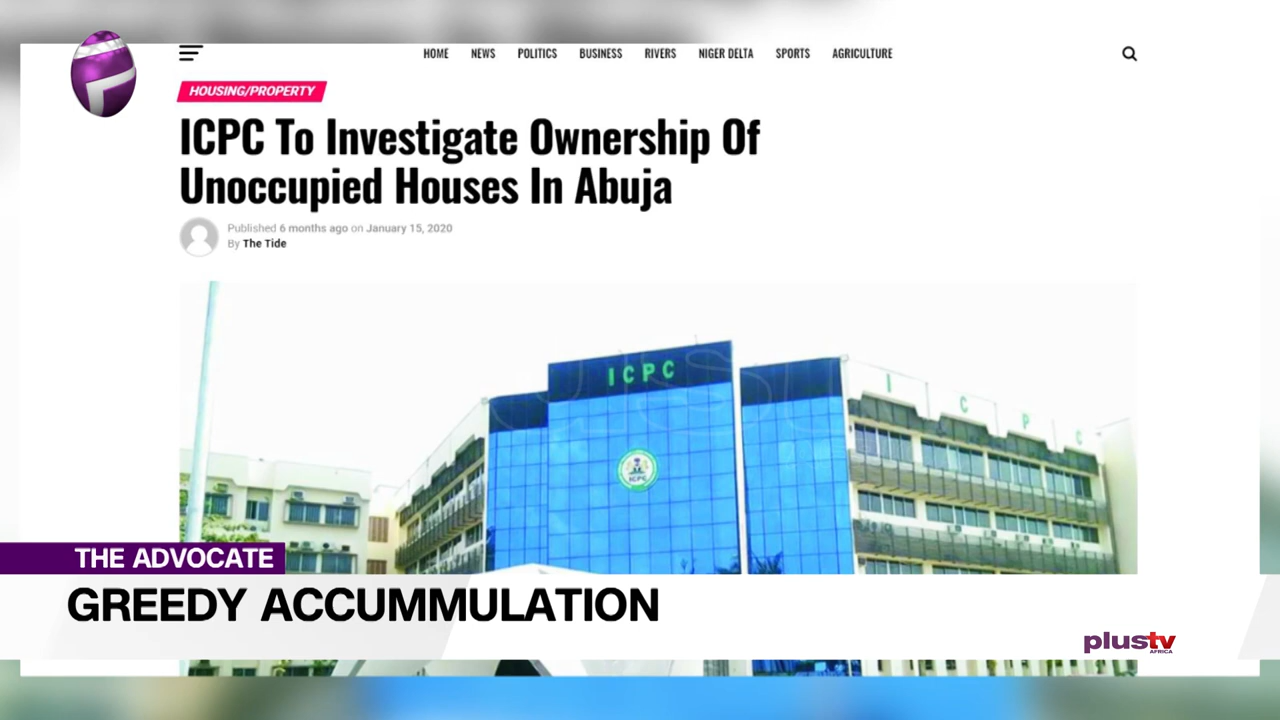 HOME NEWS POLITICS BUSINESS RIVERS NIGER DELTA SPORTS AGRICULTURE
HOUSING/PROPERTY
ICPC To Investigate Ownership Of
Unoccupied Houses In Abuja
Published 6 months ago on January 15, 2020
By The Tide
ICPC
I C P C
ICPC
THE ADVOCATE
GREEDY ACCUMMULATION
plustv
AFRICA